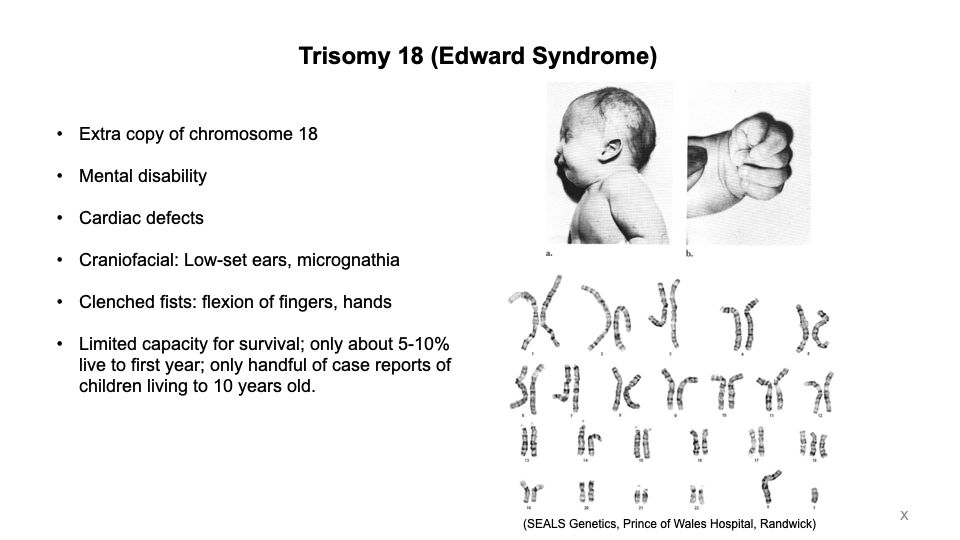 Trisomy 18 (Edward Syndrome)
• Extra copy of chromosome 18
• Mental disability
• Cardiac defects
• Craniofacial: Low-set ears, micrognathia
• Clenched fists: flexion of fingers, hands
• Limited capacity for survival; only about 5-10%
live to first year; only handful of case reports of
children living to 10 years old.
a. b.
1 2 3 4 5
6 7 8 9 10 11 12
13 14 15 16 17 18
19 20 21 22 X Y
(SEALS Genetics, Prince of Wales Hospital, Randwick)
X